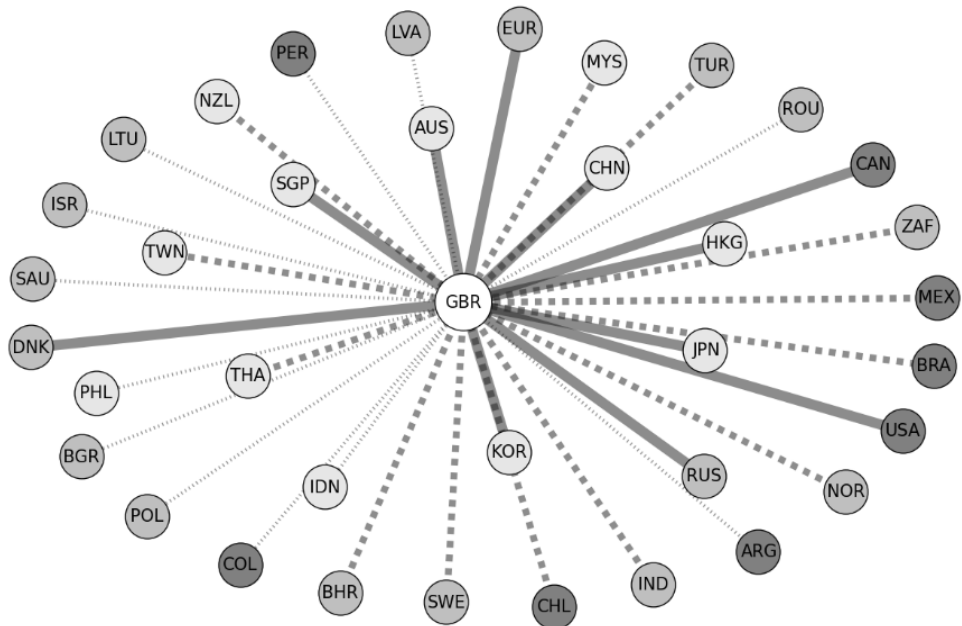 LVA
EUR
PER
MYS
TUR
NZL
ROU
AUS
LTU
CHN
CAN
SGP
ISR
ZAF
TWN
HKG
SAU
MEX
GBR
DNK
JPN
BRA
THA
PHL
USA
BGR
KOR
RUS
IDN
NOR
POL
ARG
COL
IND
BHR
SWE
CHL